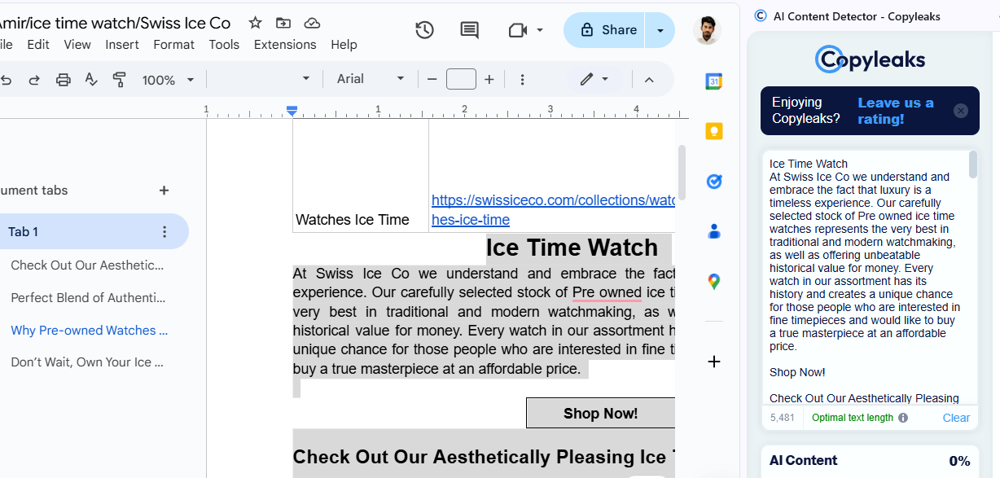 Amir/ice time watch/Swiss Ice Co
ile Edit View Insert Format Tools Extensions Help
Share
100%
Arial
1 1 2 3 4
ument tabs
Tab 1
Check Out Our Aesthetic...
Perfect Blend of Authenti...
Why Pre-owned Watches ...
Don't Wait, Own Your Ice ...
Watches Ice Time
https://swissiceco.com/collections/watc
hes-ice-time
Ice Time Watch
At Swiss Ice Co we understand and embrace the fact
experience. Our carefully selected stock of Pre owned ice ti
very best in traditional and modern watchmaking, as w
historical value for money. Every watch in our assortment h
unique chance for those people who are interested in fine ti
buy a true masterpiece at an affordable price.
Shop Now!
Check Out Our Aesthetically Pleasing Ice T
31
AI Content Detector - Copyleaks
Copyleaks
Enjoying
Copyleaks?
Leave us a
rating!
Ice Time Watch
At Swiss Ice Co we understand and
embrace the fact that luxury is a
timeless experience. Our carefully
selected stock of Pre owned ice time
watches represents the very best in
traditional and modern watchmaking,
as well as offering unbeatable
historical value for money. Every
watch in our assortment has its
history and creates a unique chance
for those people who are interested in
fine timepieces and would like to buy
a true masterpiece at an affordable
price.
Shop Now!
Check Out Our Aesthetically Pleasing
5,481 Optimal text length Clear
AI Content 0%